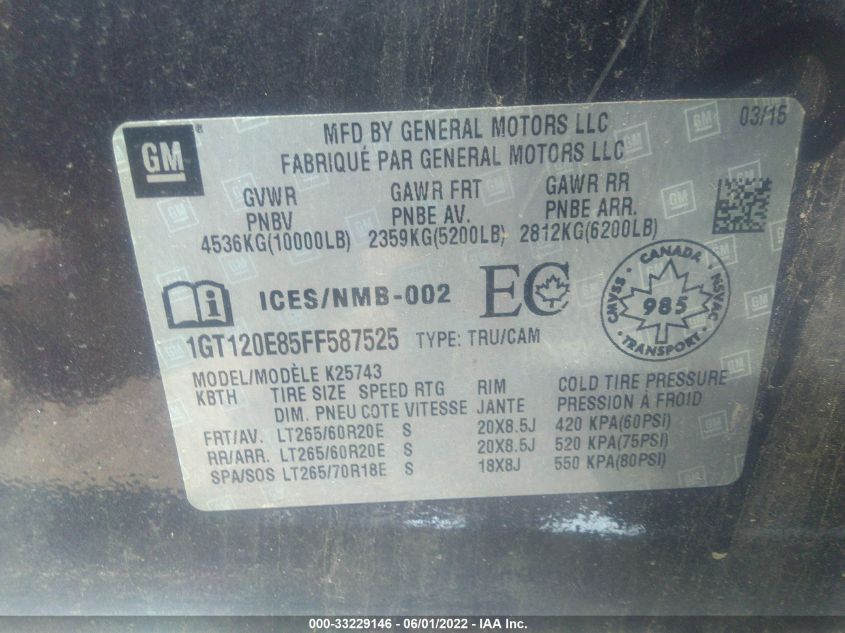 GM
MFD BY GENERAL MOTORS LLC
03/15
FABRIQUÉ PAR GENERAL MOTORS LLC
GVWR GAWR FRT GAWR RR
PNBV PNBE AV. PNBE ARR.
4536KG(10000LB) 2359KG(5200LB) 2812KG(6200LB)
ICES/NMB-002 EC
CANADA
CMVSS - NSVAC
985
TRANSPORT
1GT120E85FF587525 TYPE: TRU/CAM
MODEL/MODÈLE K25743
KBTH TIRE SIZE SPEED RTG RIM COLD TIRE PRESSURE
DIM. PNEU COTE VITESSE JANTE PRESSION À FROID
FRT/AV. LT265/60R20E S 20X8.5J 420 KPA(60PSI)
RR/ARR. LT265/60R20E S 20X8.5J 520 KPA(75PSI)
SPA/SOS LT265/70R18E S 18X8J 550 KPA(80PSI)
000-33229146 - 06/01/2022 - IAA Inc.